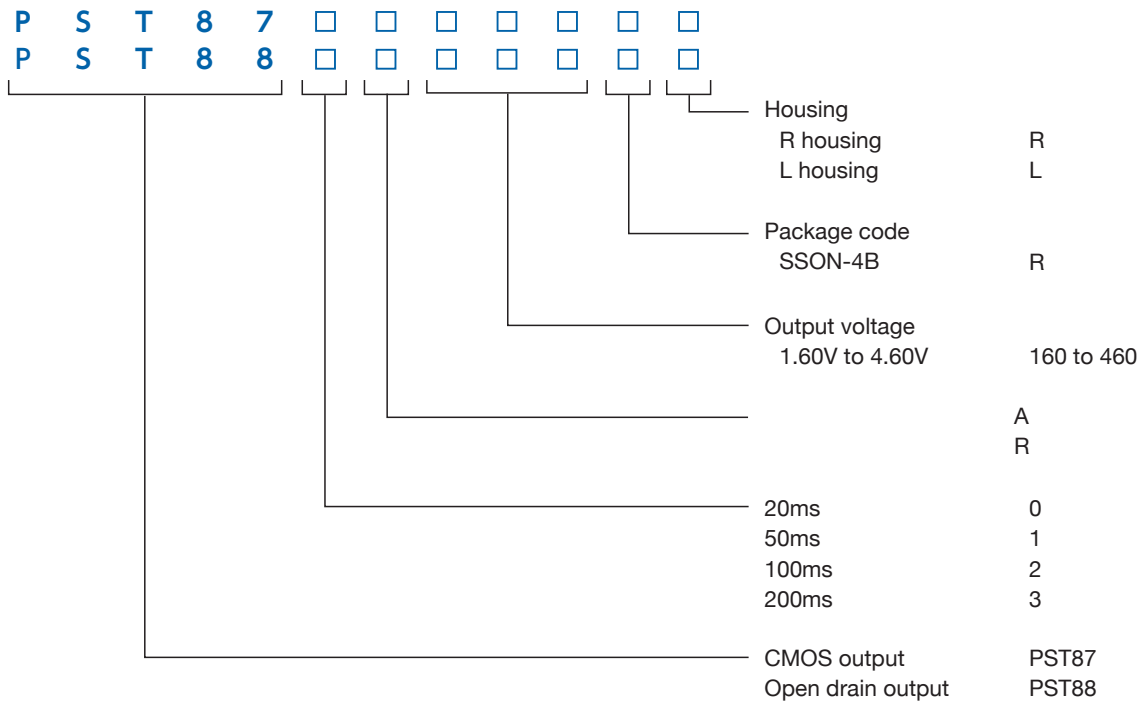 P S T 8 7 □ □ □ □ □ □ □
P S T 8 8 □ □ □ □ □ □ □
Housing
R housing R
L housing L
Package code
SSON-4B R
Output voltage
1.60V to 4.60V 160 to 460
A
R
20ms 0
50ms 1
100ms 2
200ms 3
CMOS output PST87
Open drain output PST88